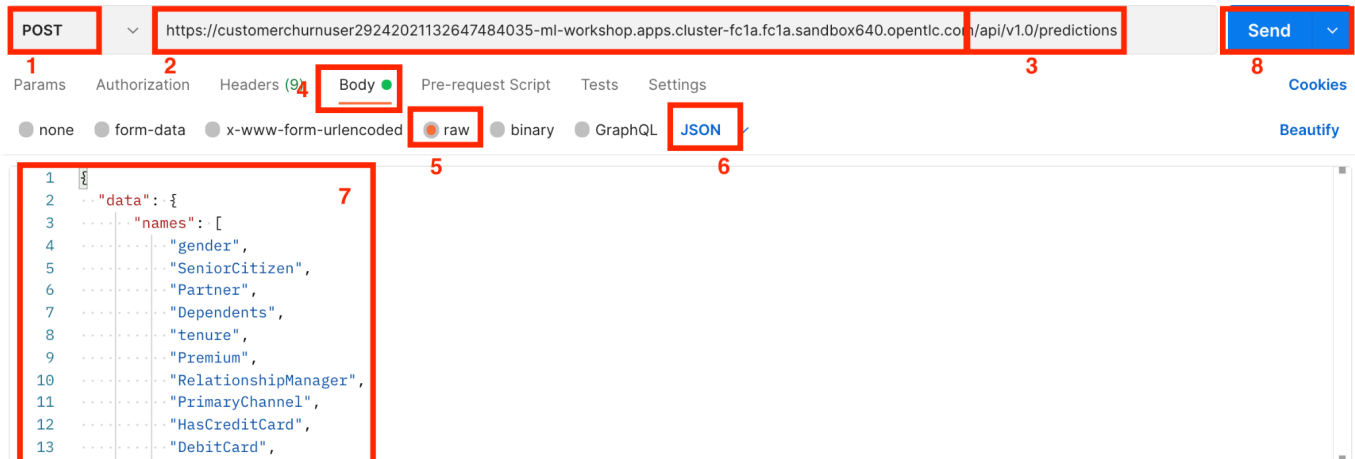 POST https://customerchurnuser29242021132647484035-ml-workshop.apps.cluster-fc1a.fc1a.sandbox640.opentlc.com/api/v1.0/predictions Send
1 2 3 8
Params Authorization Headers (9) 4 Body Pre-request Script Tests Settings Cookies
none form-data x-www-form-urlencoded raw binary GraphQL JSON Beautify
5 6
1 {
7
2 "data": {
3 "names": [
4 "gender",
5 "SeniorCitizen",
6 "Partner",
7 "Dependents",
8 "tenure",
9 "Premium",
10 "RelationshipManager",
11 "PrimaryChannel",
12 "HasCreditCard",
13 "DebitCard",